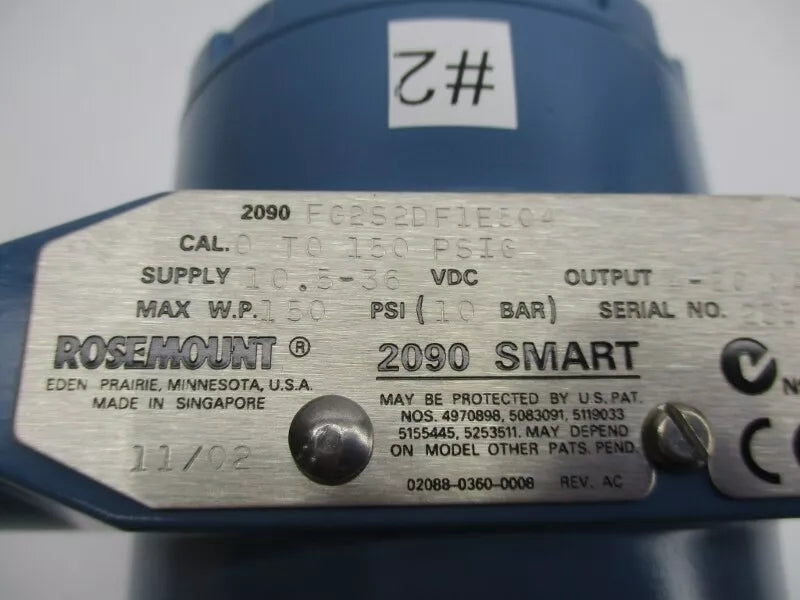 #2
2090 FG2S2DF1E504
CAL. 0 TO 150 PSIG
SUPPLY 10.5-36 VDC OUTPUT
MAX W.P. 150 PSI (10 BAR) SERIAL NO.
ROSEMOUNT ® 2090 SMART
EDEN PRAIRIE, MINNESOTA, U.S.A.
MADE IN SINGAPORE
MAY BE PROTECTED BY U.S. PAT.
NOS. 4970898, 5083091, 5119033
5155445, 5253511. MAY DEPEND
ON MODEL OTHER PATS. PEND.
11/02
02088-0360-0008 REV. AC